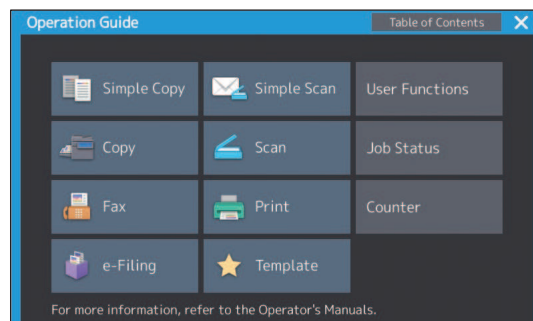 Operation Guide Table of Contents
Simple Copy Simple Scan User Functions
Copy Scan Job Status
Fax Print Counter
e-Filing Template
For more information, refer to the Operator's Manuals.